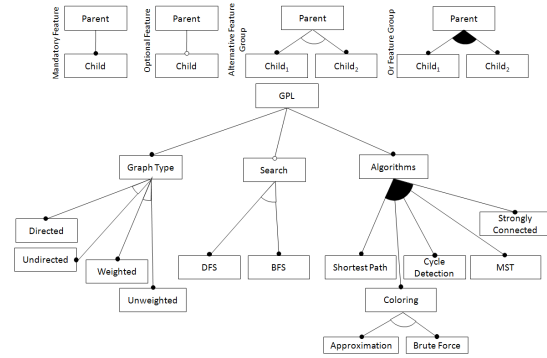 Mandatory Feature
Parent
Child
Optional Feature
Parent
Child
Alternative Feature
Group
Parent
Child1
Child2
Or Feature Group
Parent
Child1
Child2
GPL
Graph Type
Search
Algorithms
Directed
Undirected
Weighted
Unweighted
DFS
BFS
Shortest Path
Coloring
Cycle
Detection
MST
Strongly
Connected
Approximation
Brute Force